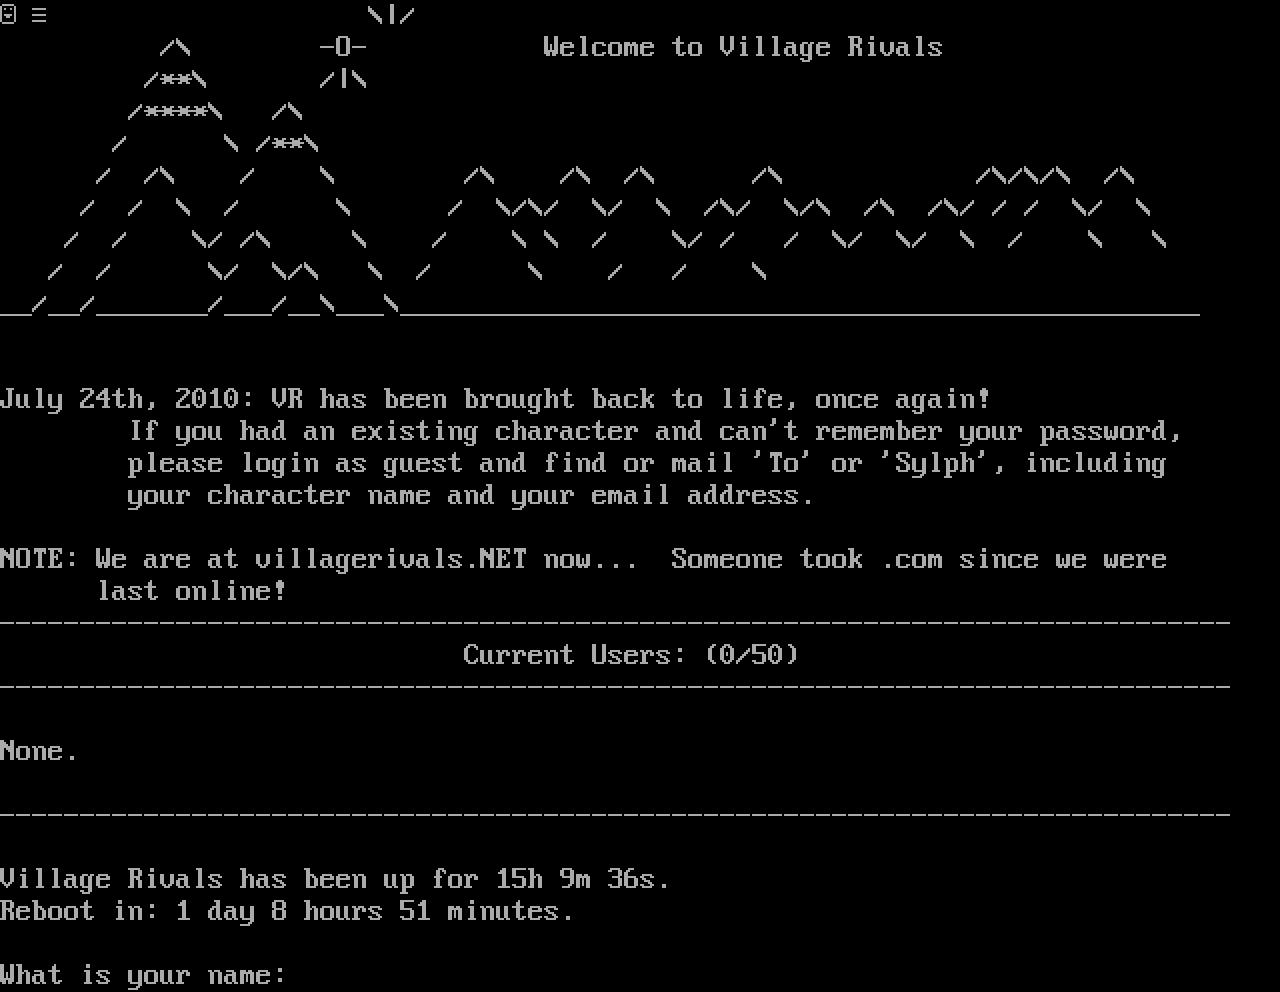 Welcome to Village Rivals
July 24th, 2010: VR has been brought back to life, once again!
If you had an existing character and can't remember your password,
please login as guest and find or mail 'To' or 'Sylph', including
your character name and your email address.
NOTE: We are at villagerivals.NET now...  Someone took .com since we were
last online!
Current Users: (0/50)
None.
Village Rivals has been up for 15h 9m 36s.
Reboot in: 1 day 8 hours 51 minutes.
What is your name: